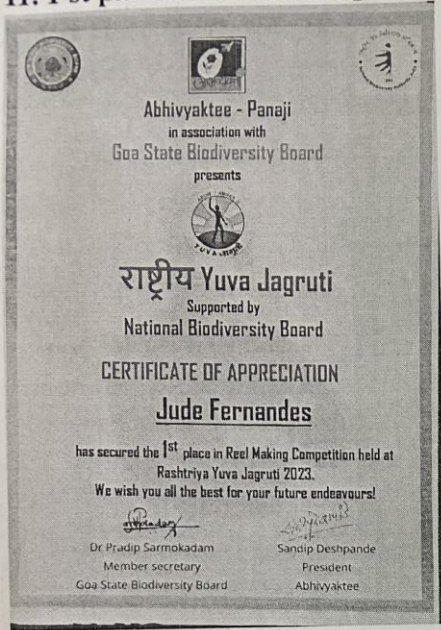 Abhivyaktee - Panaji
in association with
Goa State Biodiversity Board
presents
राष्ट्रीय Yuva Jagruti
Supported by
National Biodiversity Board
CERTIFICATE OF APPRECIATION
Jude Fernandes
has secured the 1st place in Reel Making Competition held at
Rashtriya Yuva Jagruti 2023.
We wish you all the best for your future endeavours!
Dr Pradip Sarmokadam
Member secretary
Goa State Biodiversity Board
Sandip Deshpande
President
Abhivyaktee